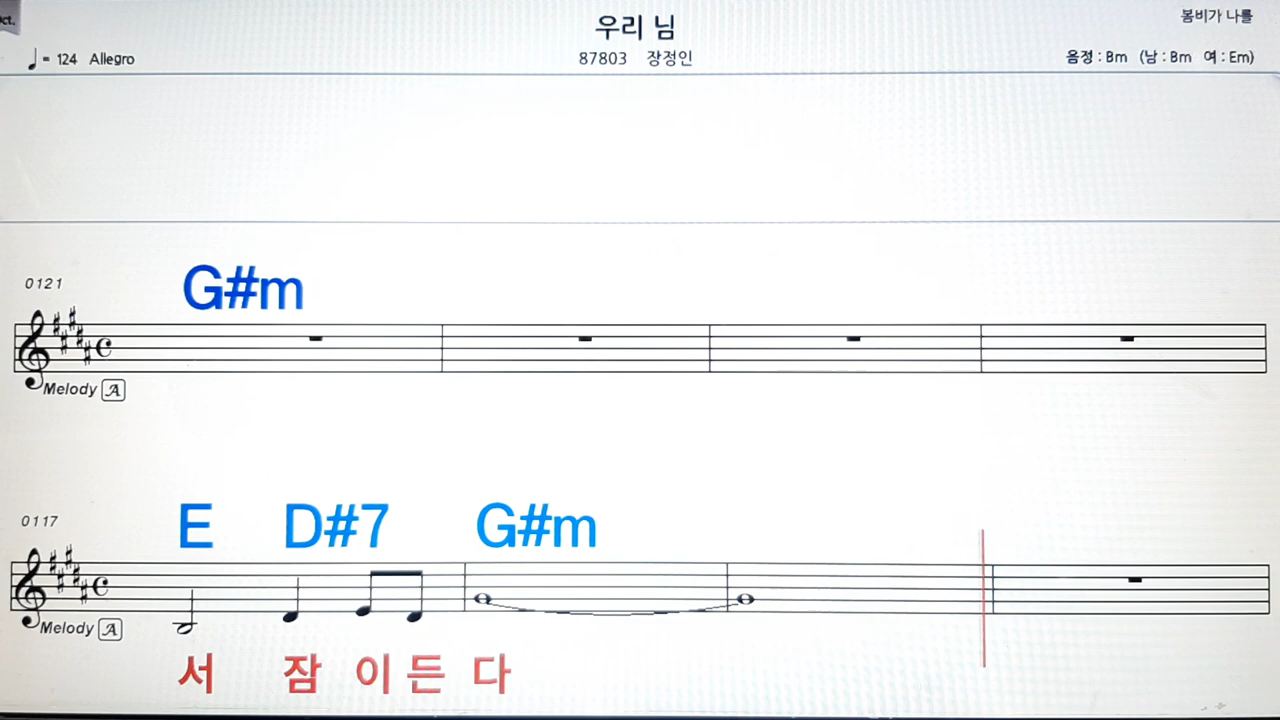 우리 님
봄비가 나를
♩ = 124 Allegro
87803 장정인
음정 : Bm (남 : Bm 여 : Em)
0121
G#m
Melody A
0117
E D#7 G#m
Melody A
서 잠 이 든 다